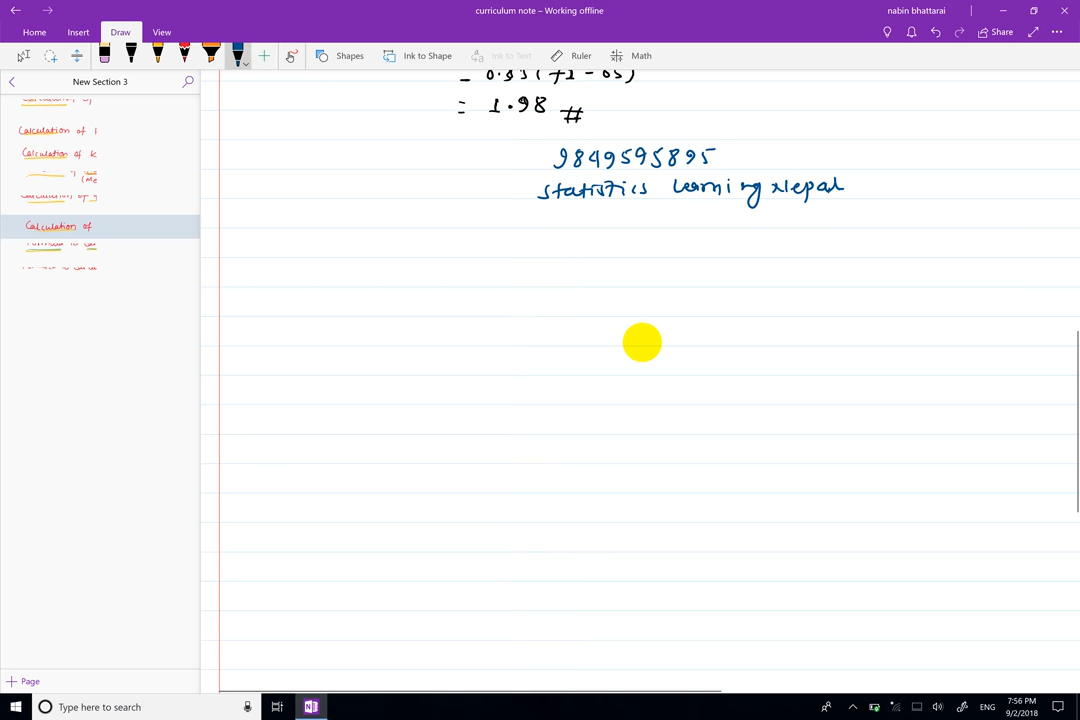 curriculum note – Working offline
nabin bhattarai
Home
Insert
Draw
View
Share
Shapes
Ink to Shape
Ink to Text
Ruler
Math
New Section 3
Calculation of
Calculation of k
Calculation of
= 1.98 #
9849595895
statistics learning Nepal
Page
Type here to search
ENG
7:56 PM
9/2/2018